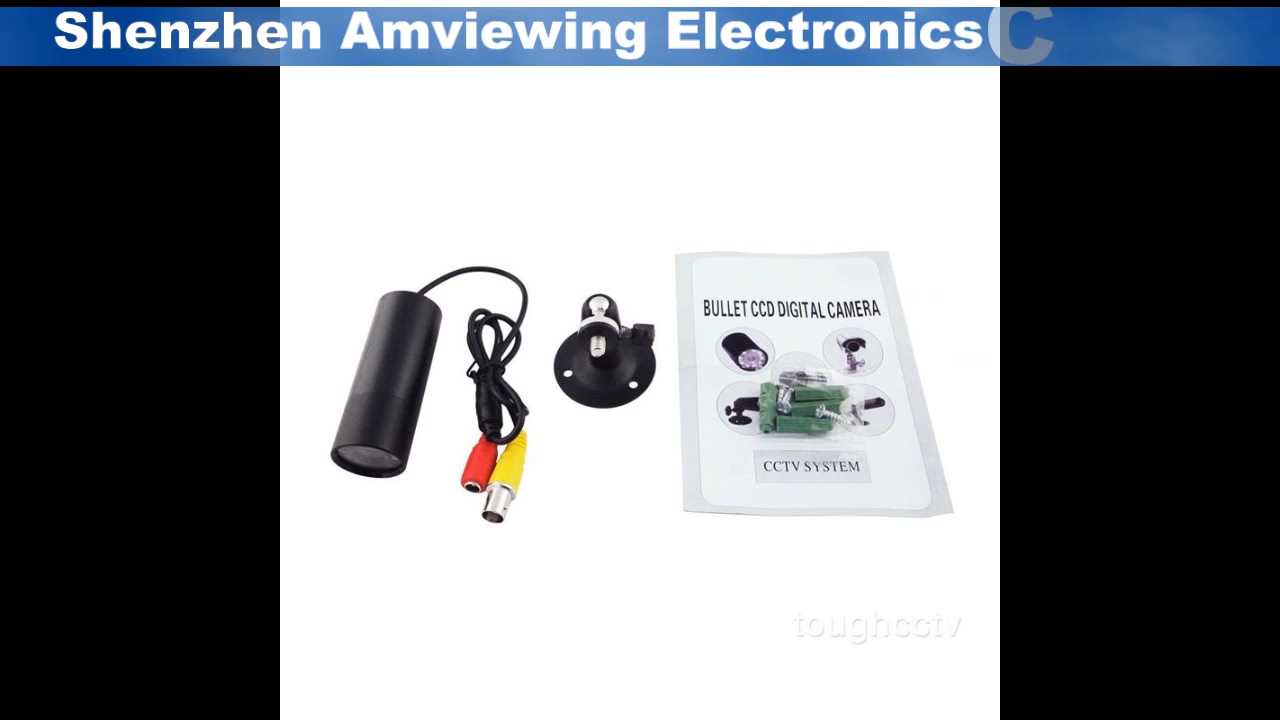 Shenzhen Amviewing Electronics C
BULLET CCD DIGITAL CAMERA
CCTV SYSTEM
toughcctv